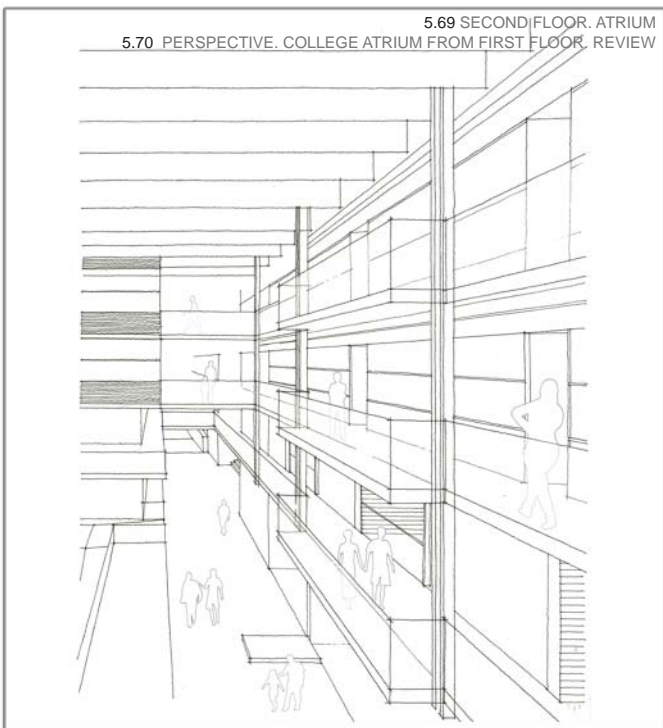 5.69 SECOND FLOOR. ATRIUM
5.70 PERSPECTIVE. COLLEGE ATRIUM FROM FIRST FLOOR. REVIEW